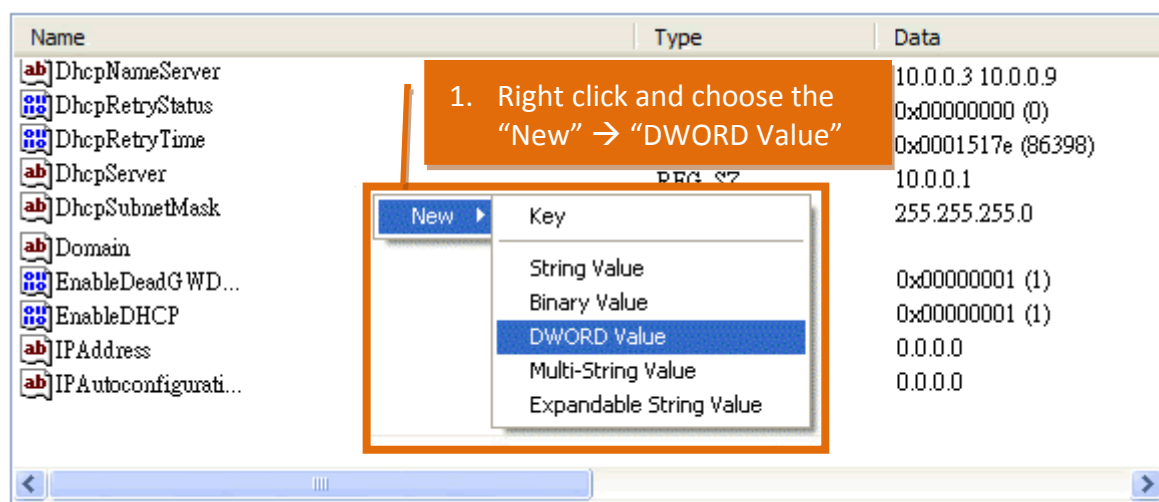 Name Type Data
DhcpNameServer 10.0.0.3 10.0.0.9
DhcpRetryStatus 0x00000000 (0)
DhcpRetryTime 0x0001517e (86398)
DhcpServer REG_SZ 10.0.0.1
DhcpSubnetMask 255.255.255.0
Domain
EnableDeadGWD... 0x00000001 (1)
EnableDHCP 0x00000001 (1)
IPAddress 0.0.0.0
IPAutoconfigurati... 0.0.0.0
1. Right click and choose the
“New” → “DWORD Value”
New
Key
String Value
Binary Value
DWORD Value
Multi-String Value
Expandable String Value